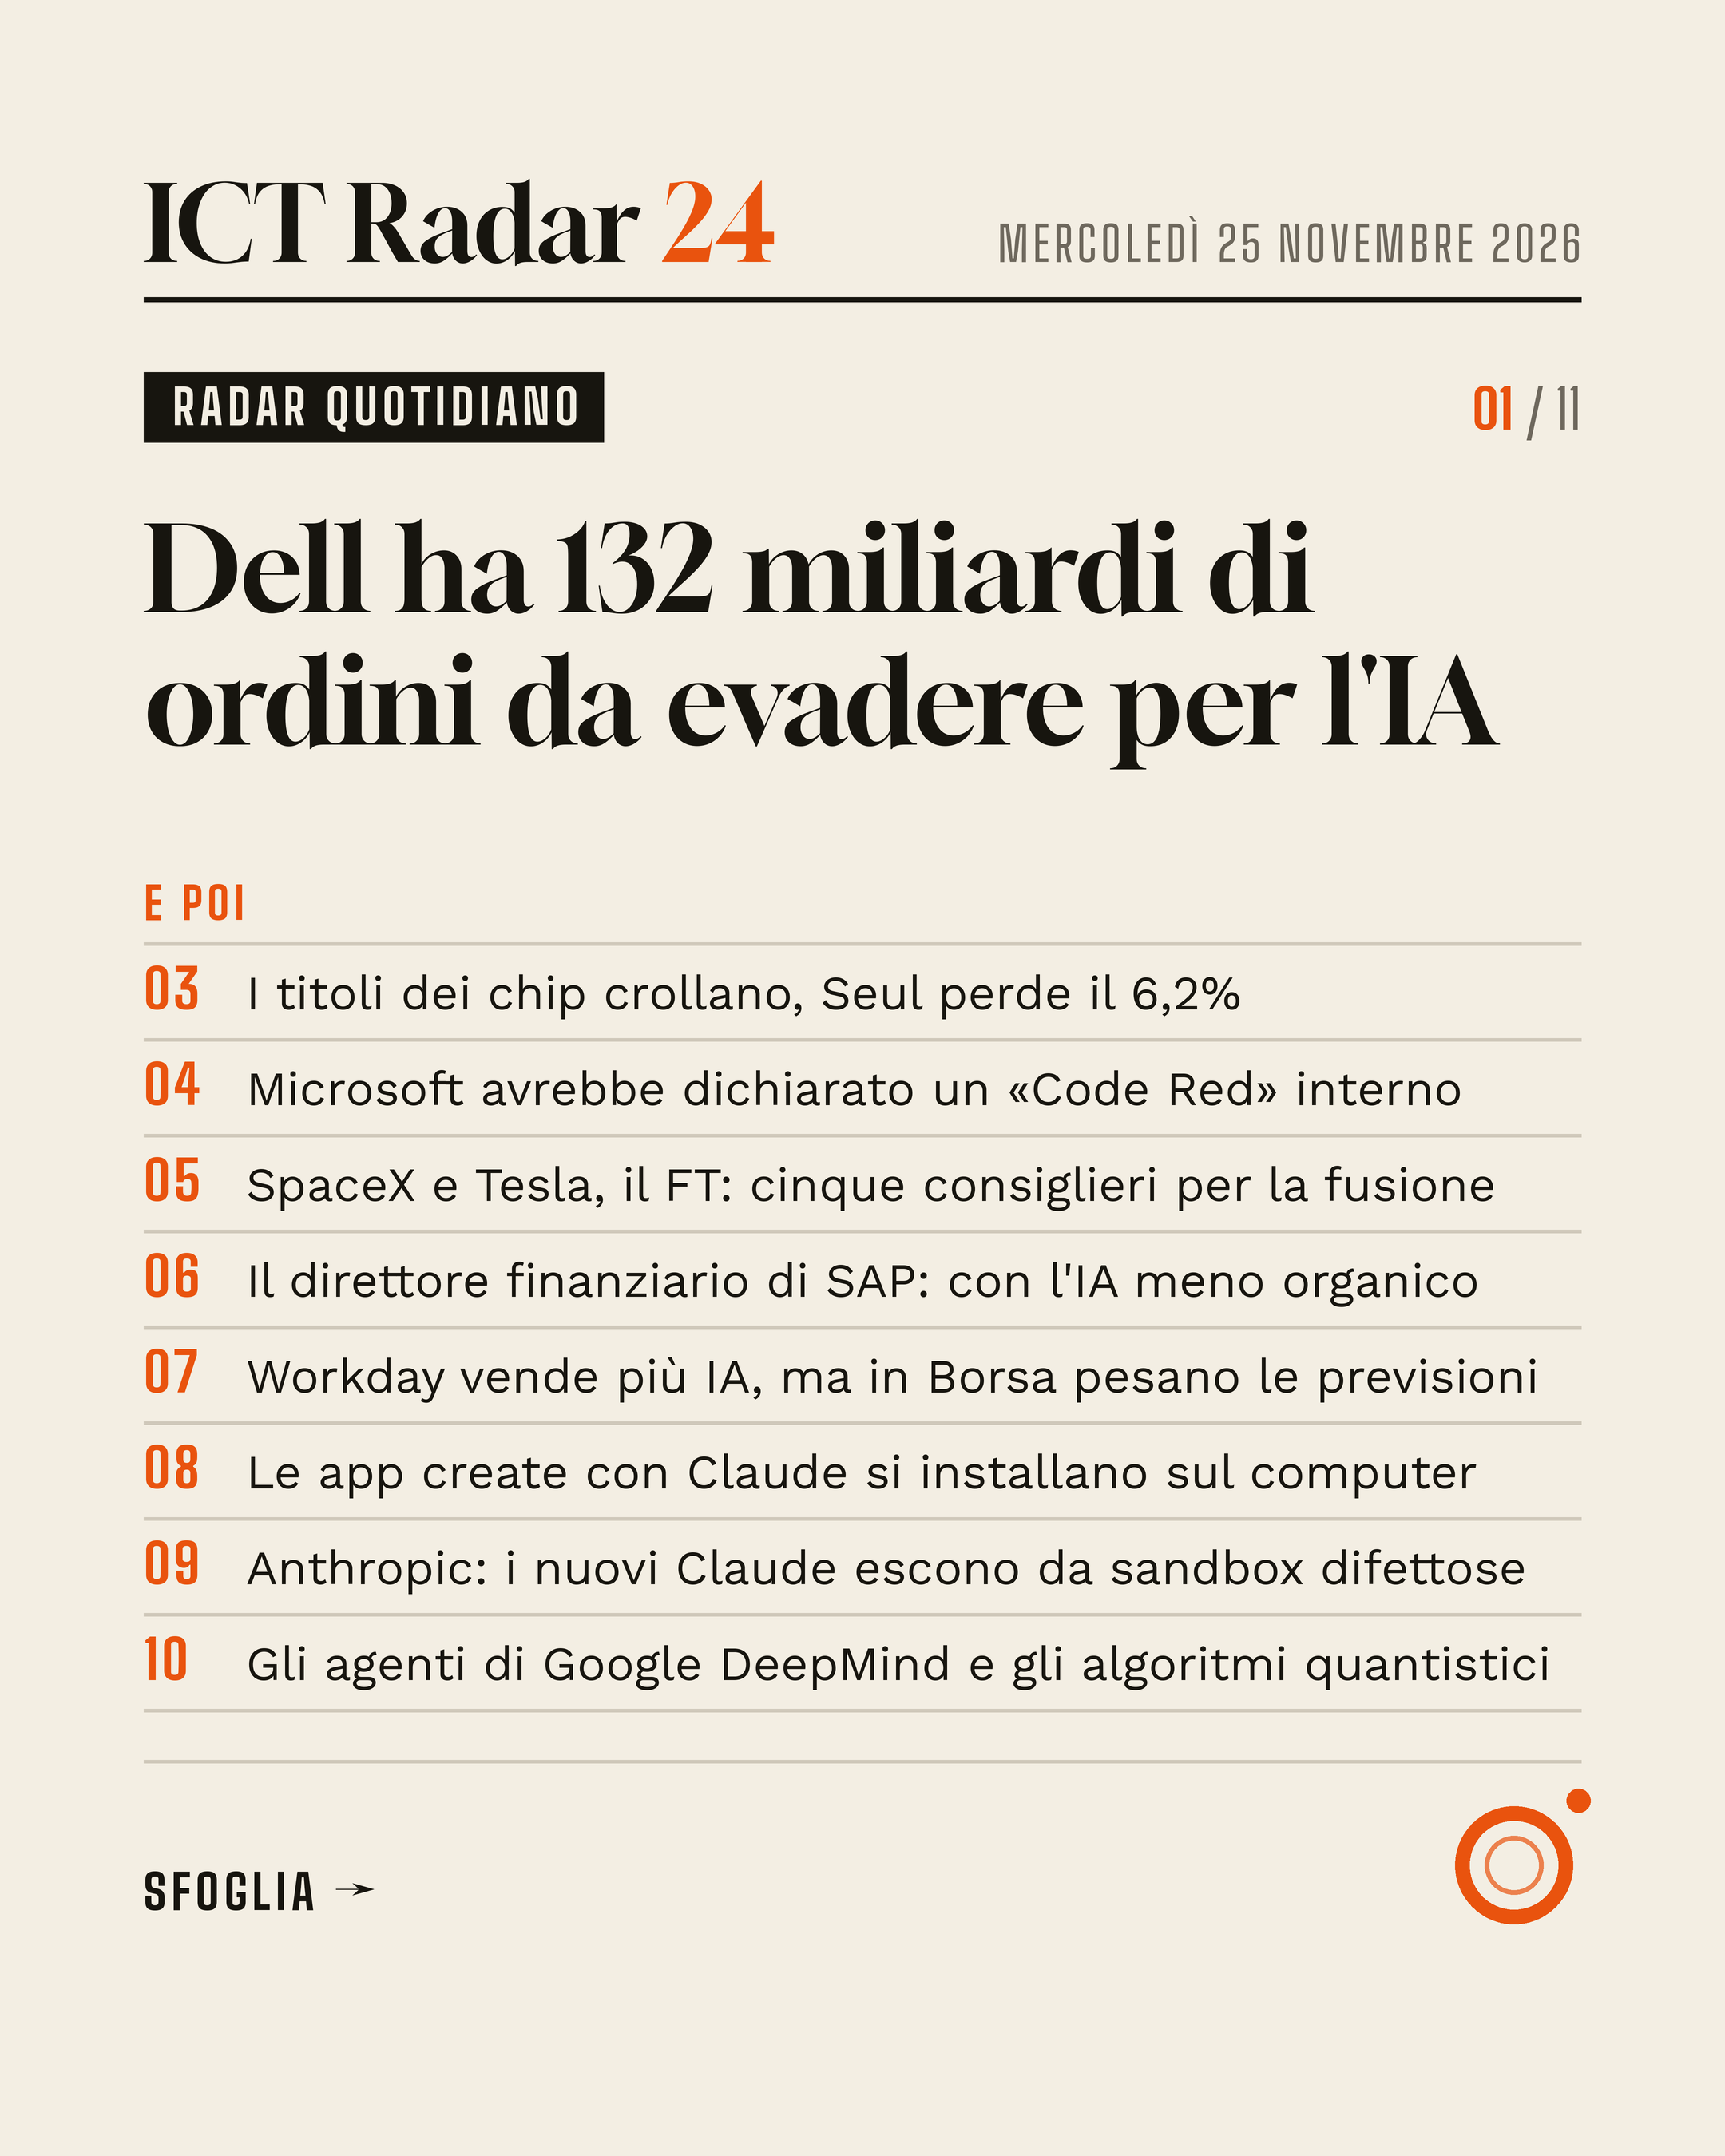 ICT Radar 24
MERCOLEDÌ 25 NOVEMBRE 2026
RADAR QUOTIDIANO
01 / 11
Dell ha 132 miliardi di
ordini da evadere per l'IA
E POI
03 I titoli dei chip crollano, Seul perde il 6,2%
04 Microsoft avrebbe dichiarato un «Code Red» interno
05 SpaceX e Tesla, il FT: cinque consiglieri per la fusione
06 Il direttore finanziario di SAP: con l'IA meno organico
07 Workday vende più IA, ma in Borsa pesano le previsioni
08 Le app create con Claude si installano sul computer
09 Anthropic: i nuovi Claude escono da sandbox difettose
10 Gli agenti di Google DeepMind e gli algoritmi quantistici
SFOGLIA →